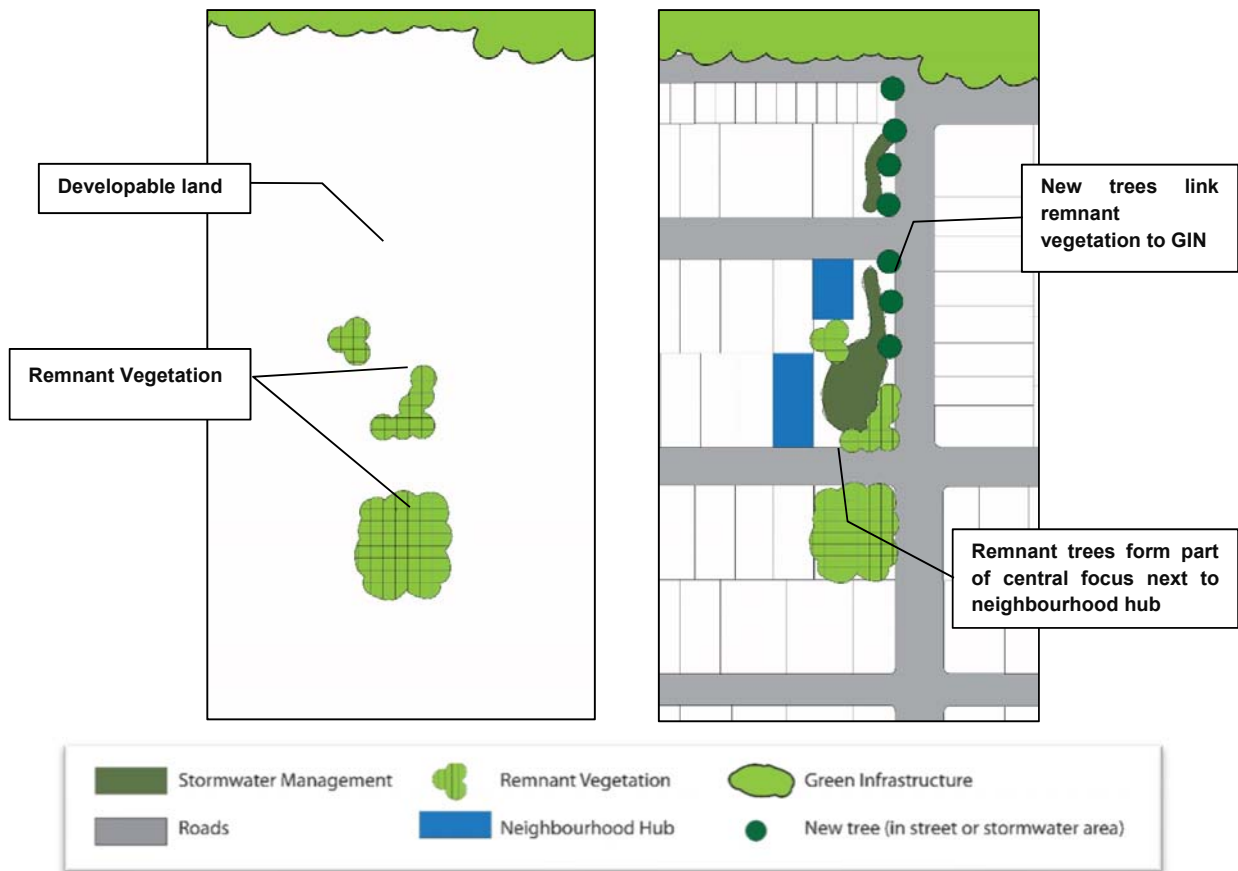 Developable land
Remnant Vegetation
New trees link
remnant
vegetation to GIN
Remnant trees form part
of central focus next to
neighbourhood hub
Stormwater Management
Remnant Vegetation
Green Infrastructure
Roads
Neighbourhood Hub
New tree (in street or stormwater area)